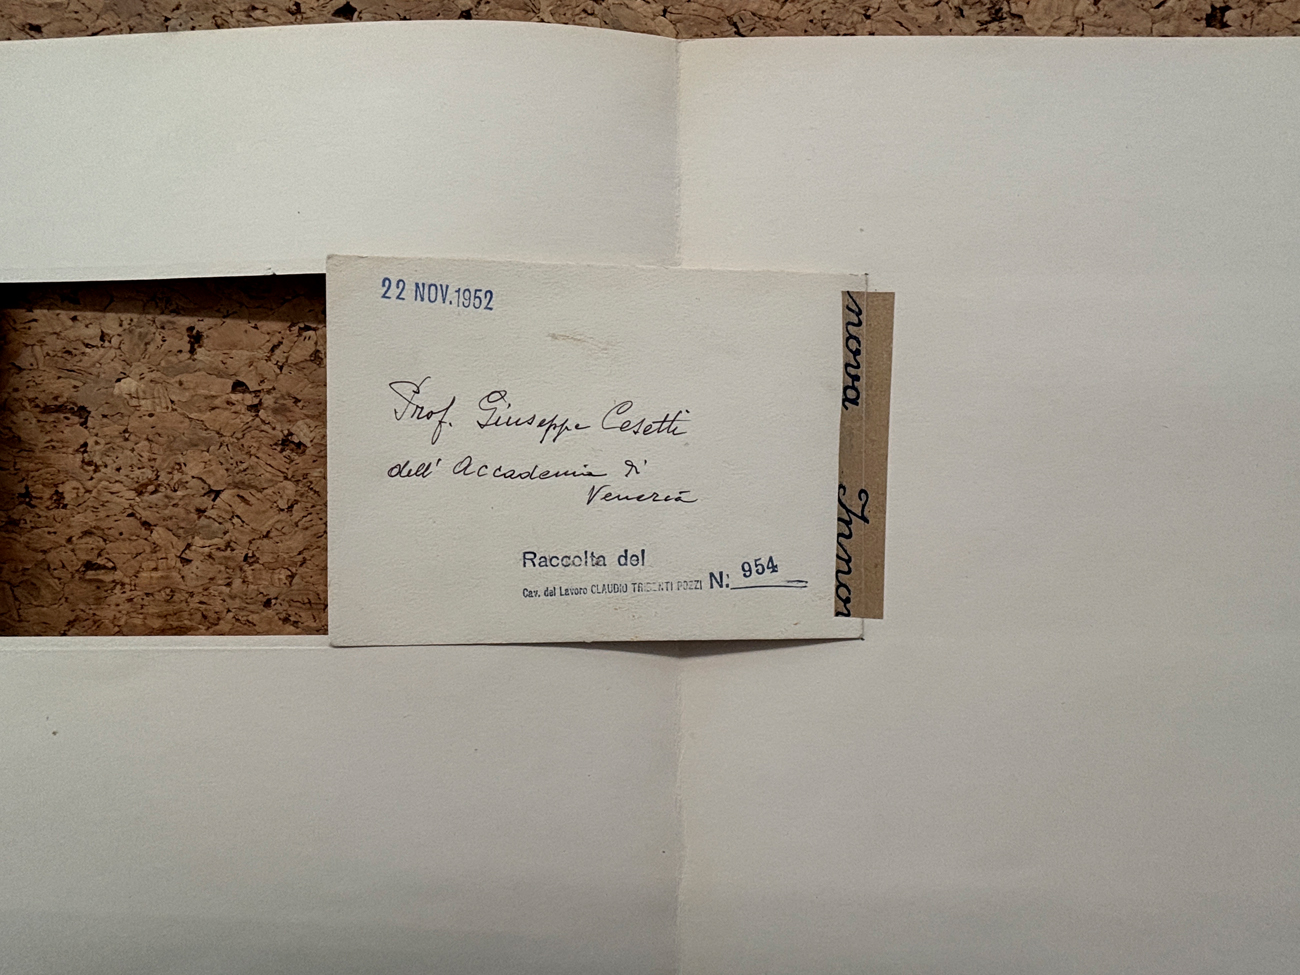 22 NOV.1952
Prof. Giuseppe Cesetti
dell' Accademia di
Venezia
Raccolta del
Cav. del Lavoro CLAUDIO TRIDENTI POZZI N: 954
nova